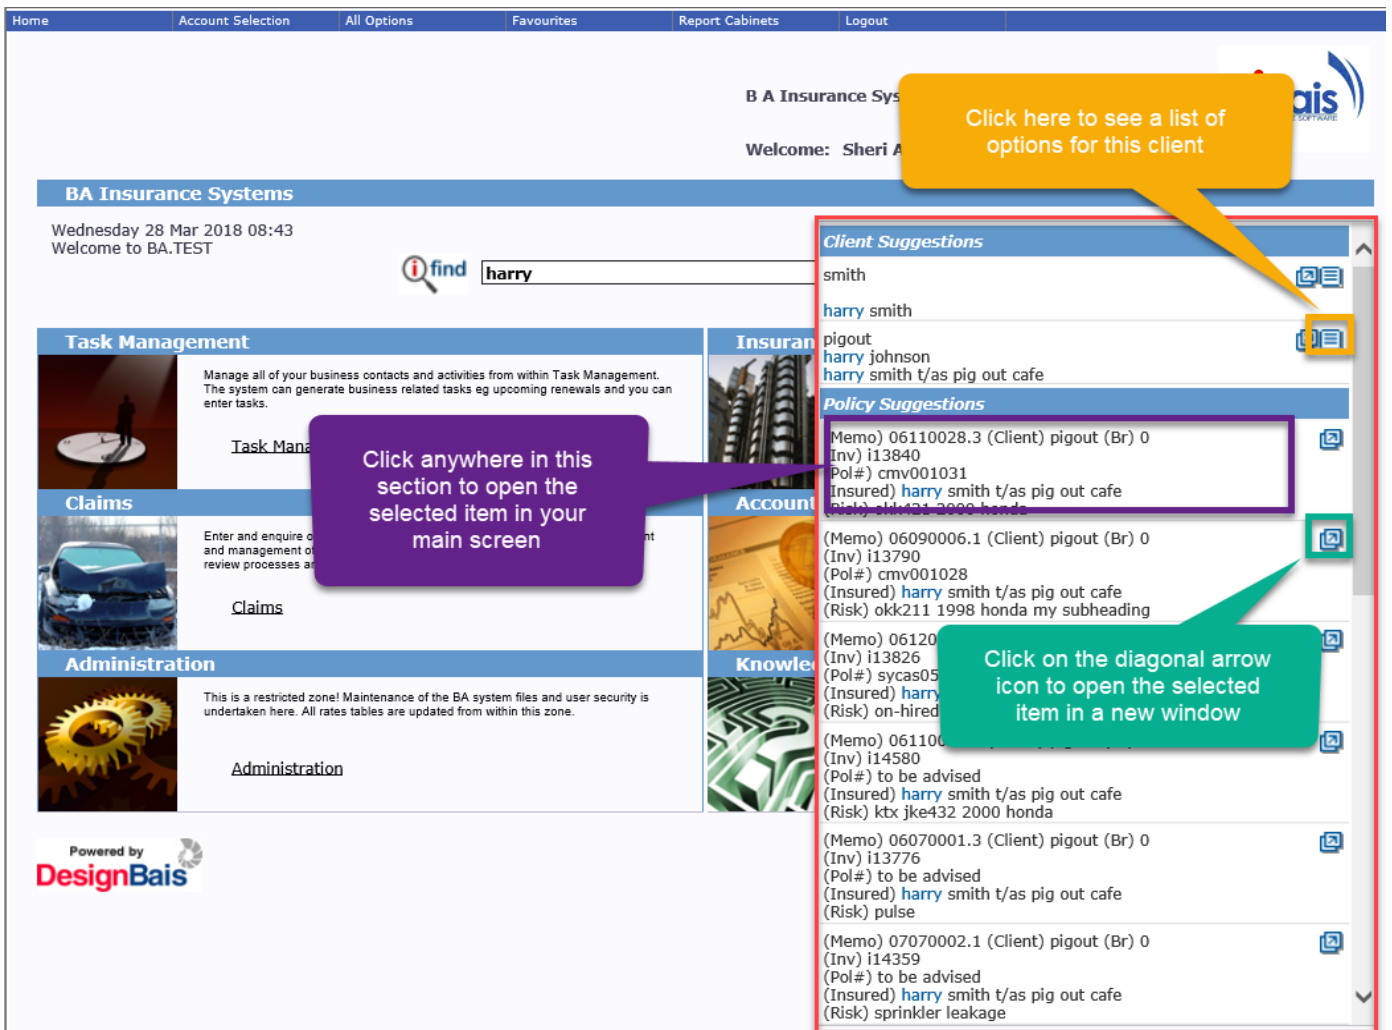 Home Account Selection All Options Favourites Report Cabinets Logout
B A Insurance
Welcome: Sheri
Click here to see a list of
options for this client
BA Insurance Systems
Wednesday 28 Mar 2018 08:43
Welcome to BA.TEST
find harry
Client Suggestions
smith
harry smith
pigout
harry johnson
harry smith t/as pig out cafe
Policy Suggestions
(Memo) 06110028.3 (Client) pigout (Br) 0
(Inv) i13840
(Pol#) cmv001031
(Insured) harry smith t/as pig out cafe
(Risk) okk421 2000 honda
(Memo) 06090006.1 (Client) pigout (Br) 0
(Inv) i13790
(Pol#) cmv001028
(Insured) harry smith t/as pig out cafe
(Risk) okk211 1998 honda my subheading
(Memo)
(Inv) i13826
(Pol#)
(Insured) harry
(Risk) on-hired
(Memo)
(Inv) i14580
(Pol#) to be advised
(Insured) harry smith t/as pig out cafe
(Risk) ktx jke432 2000 honda
(Memo) 06070001.3 (Client) pigout (Br) 0
(Inv) i13776
(Pol#) to be advised
(Insured) harry smith t/as pig out cafe
(Risk) pulse
(Memo) 07070002.1 (Client) pigout (Br) 0
(Inv) i14359
(Pol#) to be advised
(Insured) harry smith t/as pig out cafe
(Risk) sprinkler leakage
Click on the diagonal arrow
icon to open the selected
item in a new window
Click anywhere in this
section to open the
selected item in your
main screen
Task Management
Manage all of your business contacts and activities from within Task Management.
The system can generate business related tasks eg upcoming renewals and you can
enter tasks.
Task
Claims
Enter and enquire
and management
review processes
Claims
Administration
This is a restricted zone! Maintenance of the BA system files and user security is
undertaken here. All rates tables are updated from within this zone.
Administration
Powered by
DesignBais